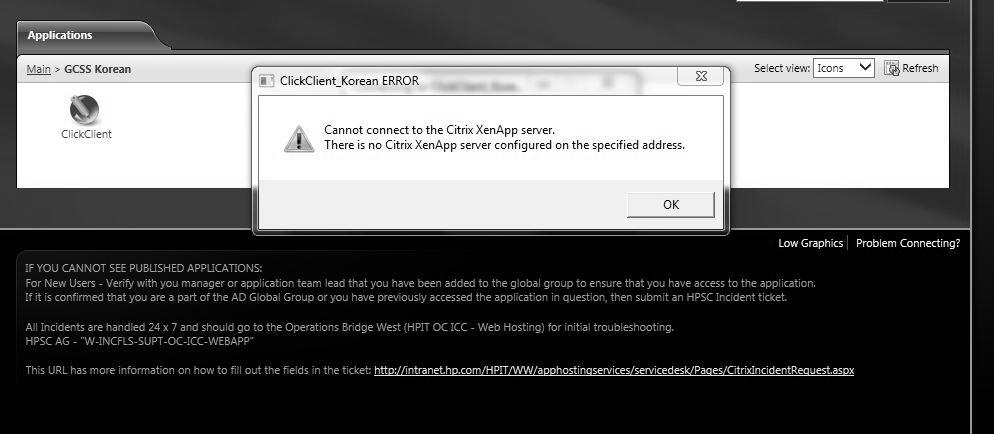 Applications
Main > GCSS Korean
Select view: Icons Refresh
ClickClient
ClickClient_Korean ERROR
Cannot connect to the Citrix XenApp server.
There is no Citrix XenApp server configured on the specified address.
OK
Low Graphics Problem Connecting?
IF YOU CANNOT SEE PUBLISHED APPLICATIONS:
For New Users - Verify with you manager or application team lead that you have been added to the global group to ensure that you have access to the application.
If it is confirmed that you are a part of the AD Global Group or you have previously accessed the application in question, then submit an HPSC Incident ticket.
All Incidents are handled 24 x 7 and should go to the Operations Bridge West (HPIT OC ICC - Web Hosting) for initial troubleshooting.
HPSC AG - "W-INCFLS-SUPT-OC-ICC-WEBAPP"
This URL has more information on how to fill out the fields in the ticket: http://intranet.hp.com/HPIT/WW/apphostingservices/servicedesk/Pages/CitrixIncidentRequest.aspx